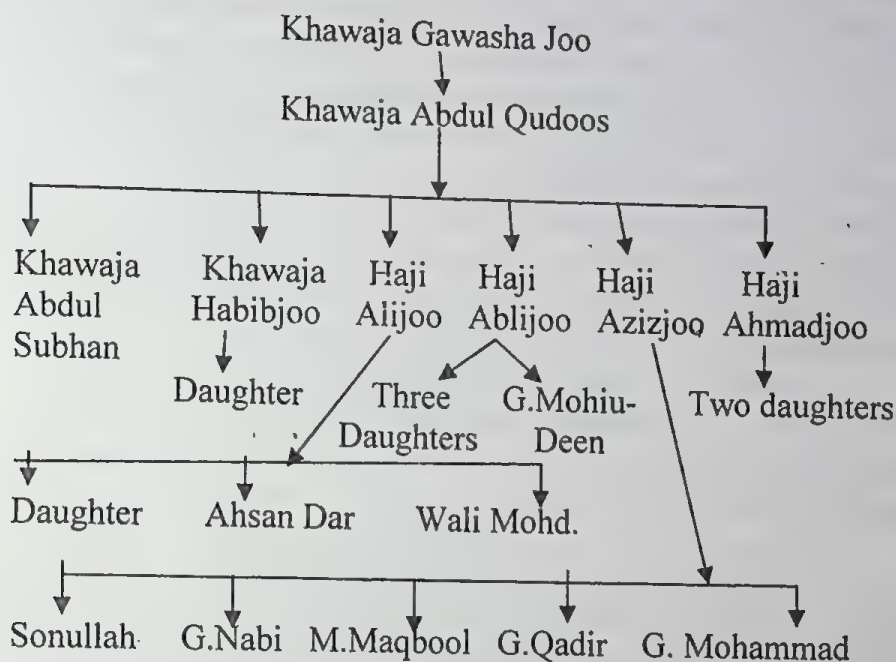 Khawaja Gawasha Joo
Khawaja Abdul Qudoos
Khawaja
Abdul
Subhan
Khawaja
Habibjoo
Haji
Alijoo
Haji
Ablijoo
Haji
Azizjoo
Haji
Ahmadjoo
Daughter
Three
Daughters
G.Mohiu-
Deen
Two daughters
Daughter
Ahsan Dar
Wali Mohd.
Sonullah
G.Nabi
M.Maqbool
G.Qadir
G. Mohammad